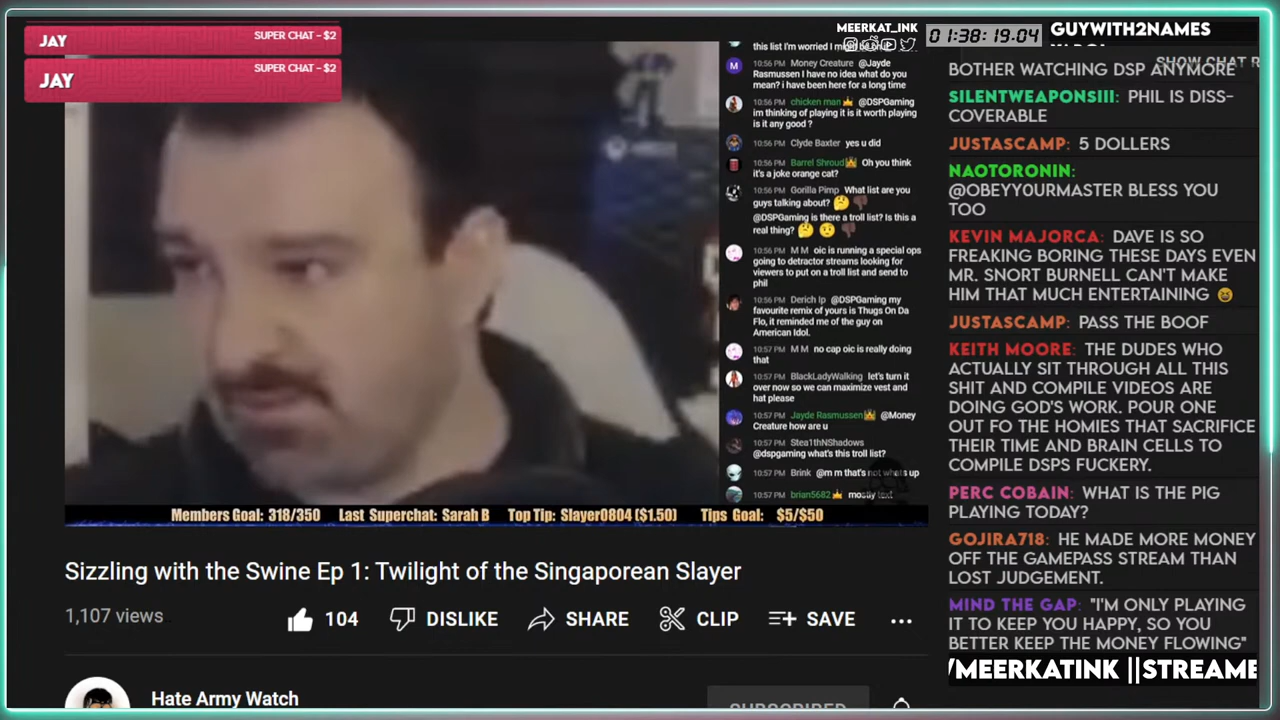 JAY
SUPER CHAT - $2
JAY
SUPER CHAT - $2
this list I'm worried I
10:56 PM Money Creature @Jayde
Rasmussen I have no idea what do you
mean? i have been here for a long time
10:56 PM chicken man @DSPGaming
im thinking of playing it is it worth playing
is it any good ?
10:56 PM Clyde Baxter yes u did
10:56 PM Barrel Shroud Oh you think
it's a joke orange cat?
10:56 PM Gorilla Pimp What list are you
guys talking about? 🤔 👎🏿
@DSPGaming is there a troll list? Is this a
real thing? 🤔 🤨 👎🏿
10:56 PM M M oic is running a special ops
going to detractor streams looking for
viewers to put on a troll list and send to
phil
10:56 PM Derich Ip @DSPGaming my
favourite remix of yours is Thugs On Da
Flo, it reminded me of the guy on
American Idol.
10:57 PM M M no cap oic is really doing
that
10:57 PM BlackLadyWalking let's turn it
over now so we can maximize vest and
hat please
10:57 PM Jayde Rasmussen @Money
Creature how are u
10:57 PM Stea1thNShadows
@dspgaming what's this troll list?
10:57 PM Brink @m m that's not whats up
10:57 PM brian5682 mostly text
Members Goal: 318/350 Last Superchat: Sarah B Top Tip: Slayer0804 ($1.50) Tips Goal: $5/$50
Sizzling with the Swine Ep 1: Twilight of the Singaporean Slayer
1,107 views
104 DISLIKE SHARE CLIP SAVE ...
Hate Army Watch
SUBSCRIBED
MEERKAT_INK
01:38:19.04
GUYWITH2NAMES
SHOW CHAT R
BOTHER WATCHING DSP ANYMORE
SILENTWEAPONSIII: PHIL IS DISS-
COVERABLE
JUSTASCAMP: 5 DOLLERS
NAOTORONIN:
@OBEYY0URMASTER BLESS YOU
TOO
KEVIN MAJORCA: DAVE IS SO
FREAKING BORING THESE DAYS EVEN
MR. SNORT BURNELL CAN'T MAKE
HIM THAT MUCH ENTERTAINING 😆
JUSTASCAMP: PASS THE BOOF
KEITH MOORE: THE DUDES WHO
ACTUALLY SIT THROUGH ALL THIS
SHIT AND COMPILE VIDEOS ARE
DOING GOD'S WORK. POUR ONE
OUT FO THE HOMIES THAT SACRIFICE
THEIR TIME AND BRAIN CELLS TO
COMPILE DSPS FUCKERY.
PERC COBAIN: WHAT IS THE PIG
PLAYING TODAY?
GOJIRA718: HE MADE MORE MONEY
OFF THE GAMEPASS STREAM THAN
LOST JUDGEMENT.
MIND THE GAP: "I'M ONLY PLAYING
IT TO KEEP YOU HAPPY, SO YOU
BETTER KEEP THE MONEY FLOWING"
/MEERKATINK ||STREAME